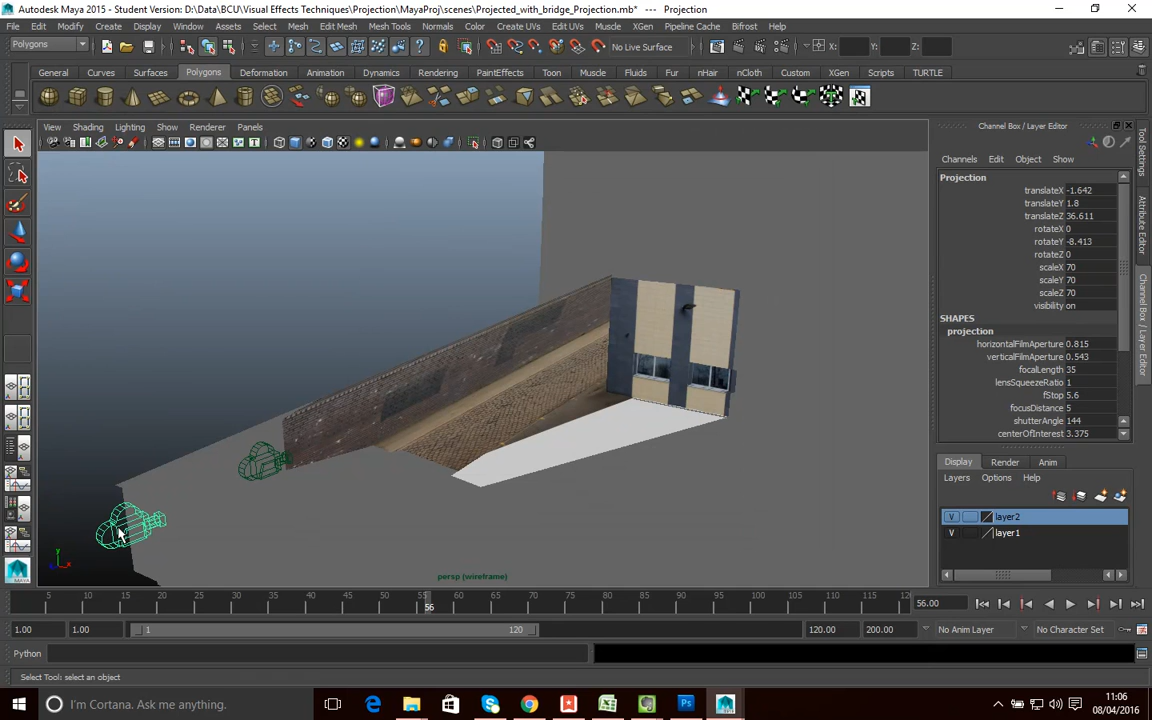 Autodesk Maya 2015 - Student Version: D:\Data\BCU\Visual Effects Techniques\Projection\MayaProj\scenes\Projected_with_bridge_Projection.mb* --- Projection
File Edit Modify Create Display Window Assets Select Mesh Edit Mesh Mesh Tools Normals Color Create UVs Edit UVs Muscle Pipeline Cache Bifrost Help
Polygons No Live Surface X: Y: Z:
General Curves Surfaces Polygons Deformation Animation Dynamics Rendering PaintEffects Toon Muscle Fluids Fur nHair nCloth Custom XGen Scripts TURTLE
View Shading Lighting Show Renderer Panels
Channel Box / Layer Editor
Channels Edit Object Show
Projection
translateX -1.642
translateY 1.8
translateZ 36.611
rotateX 0
rotateY -8.413
rotateZ 0
scaleX 70
scaleY 70
scaleZ 70
visibility on
SHAPES
projection
horizontalFilmAperture 0.815
verticalFilmAperture 0.543
focalLength 35
lensSqueezeRatio 1
fStop 5.6
focusDistance 5
shutterAngle 144
centerOfInterest 3.375
Tool Settings
Attribute Editor
Channel Box / Layer Editor
Display Render Anim
Layers Options Help
V layer2
V layer1
y
x
persp (wireframe)
5 10 15 20 25 30 35 40 45 50 55 60 65 70 75 80 85 90 95 100 105 110 115 12
56
56.00
1.00 1.00 1 120 120.00 200.00 No Anim Layer No Character Set
Python
Select Tool: select an object
I'm Cortana. Ask me anything.
11:06
08/04/2016